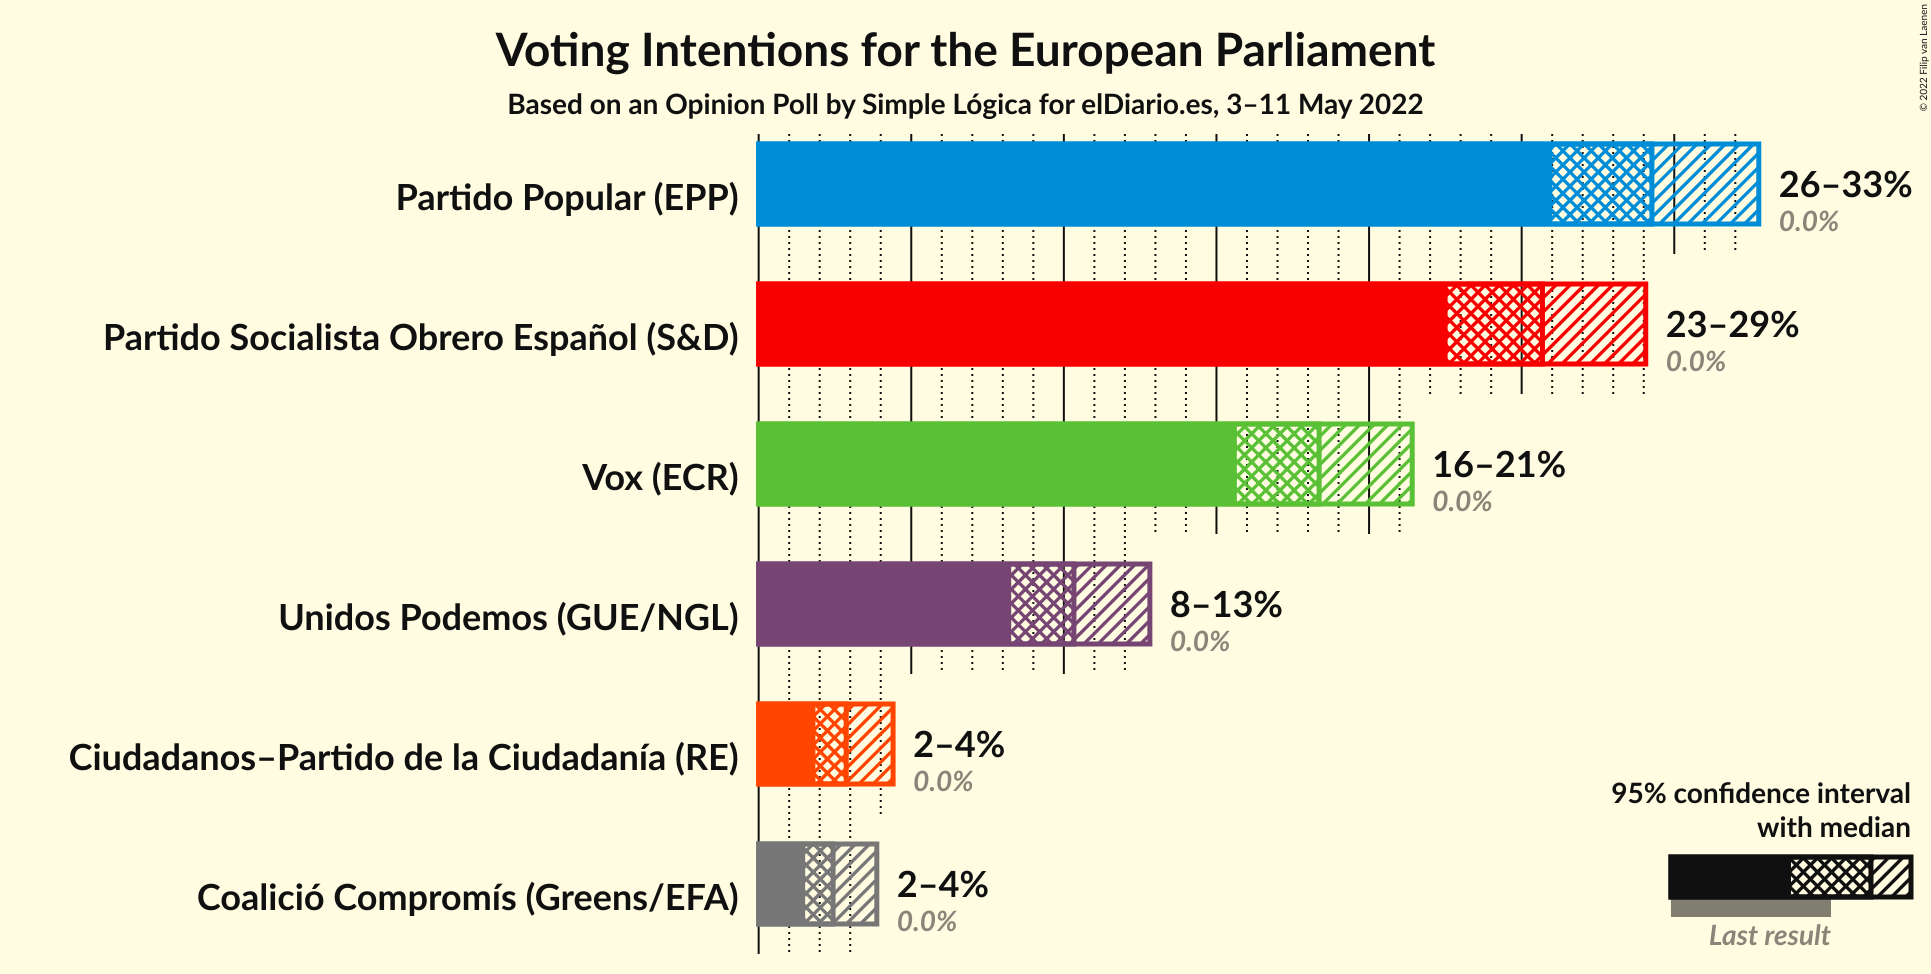 Voting Intentions for the European Parliament
Based on an Opinion Poll by Simple Lógica for elDiario.es, 3–11 May 2022
© 2022 Filip van Laenen
Partido Popular (EPP)
26–33%
0.0%
Partido Socialista Obrero Español (S&D)
23–29%
0.0%
Vox (ECR)
16–21%
0.0%
Unidos Podemos (GUE/NGL)
8–13%
0.0%
Ciudadanos–Partido de la Ciudadanía (RE)
2–4%
0.0%
Coalició Compromís (Greens/EFA)
2–4%
0.0%
95% confidence interval
with median
Last result